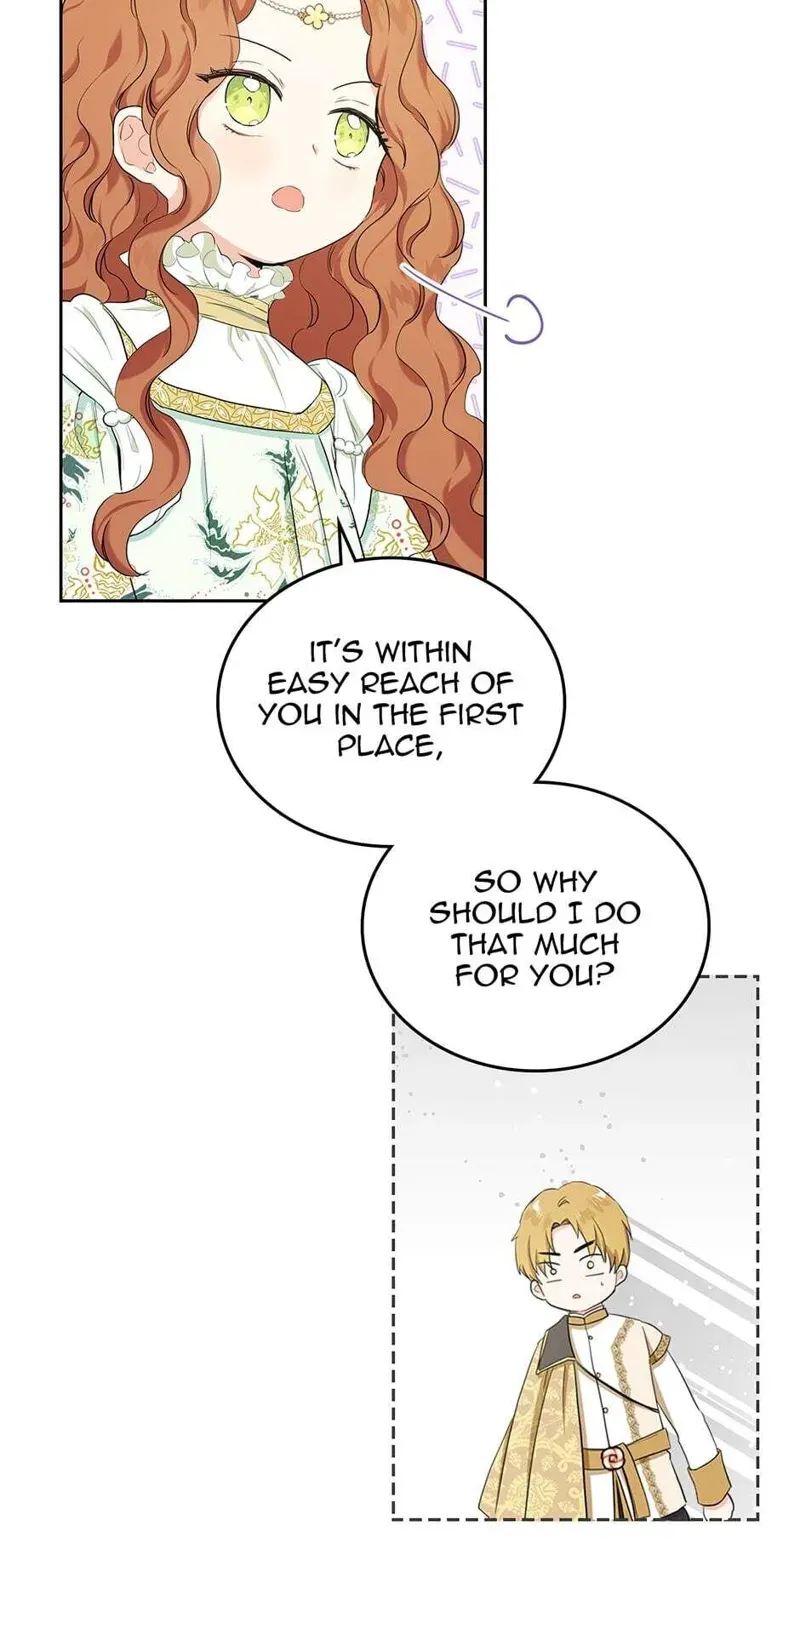 IT'S WITHIN
EASY REACH OF
YOU IN THE FIRST
PLACE,
SO WHY
SHOULD I DO
THAT MUCH
FOR YOU?